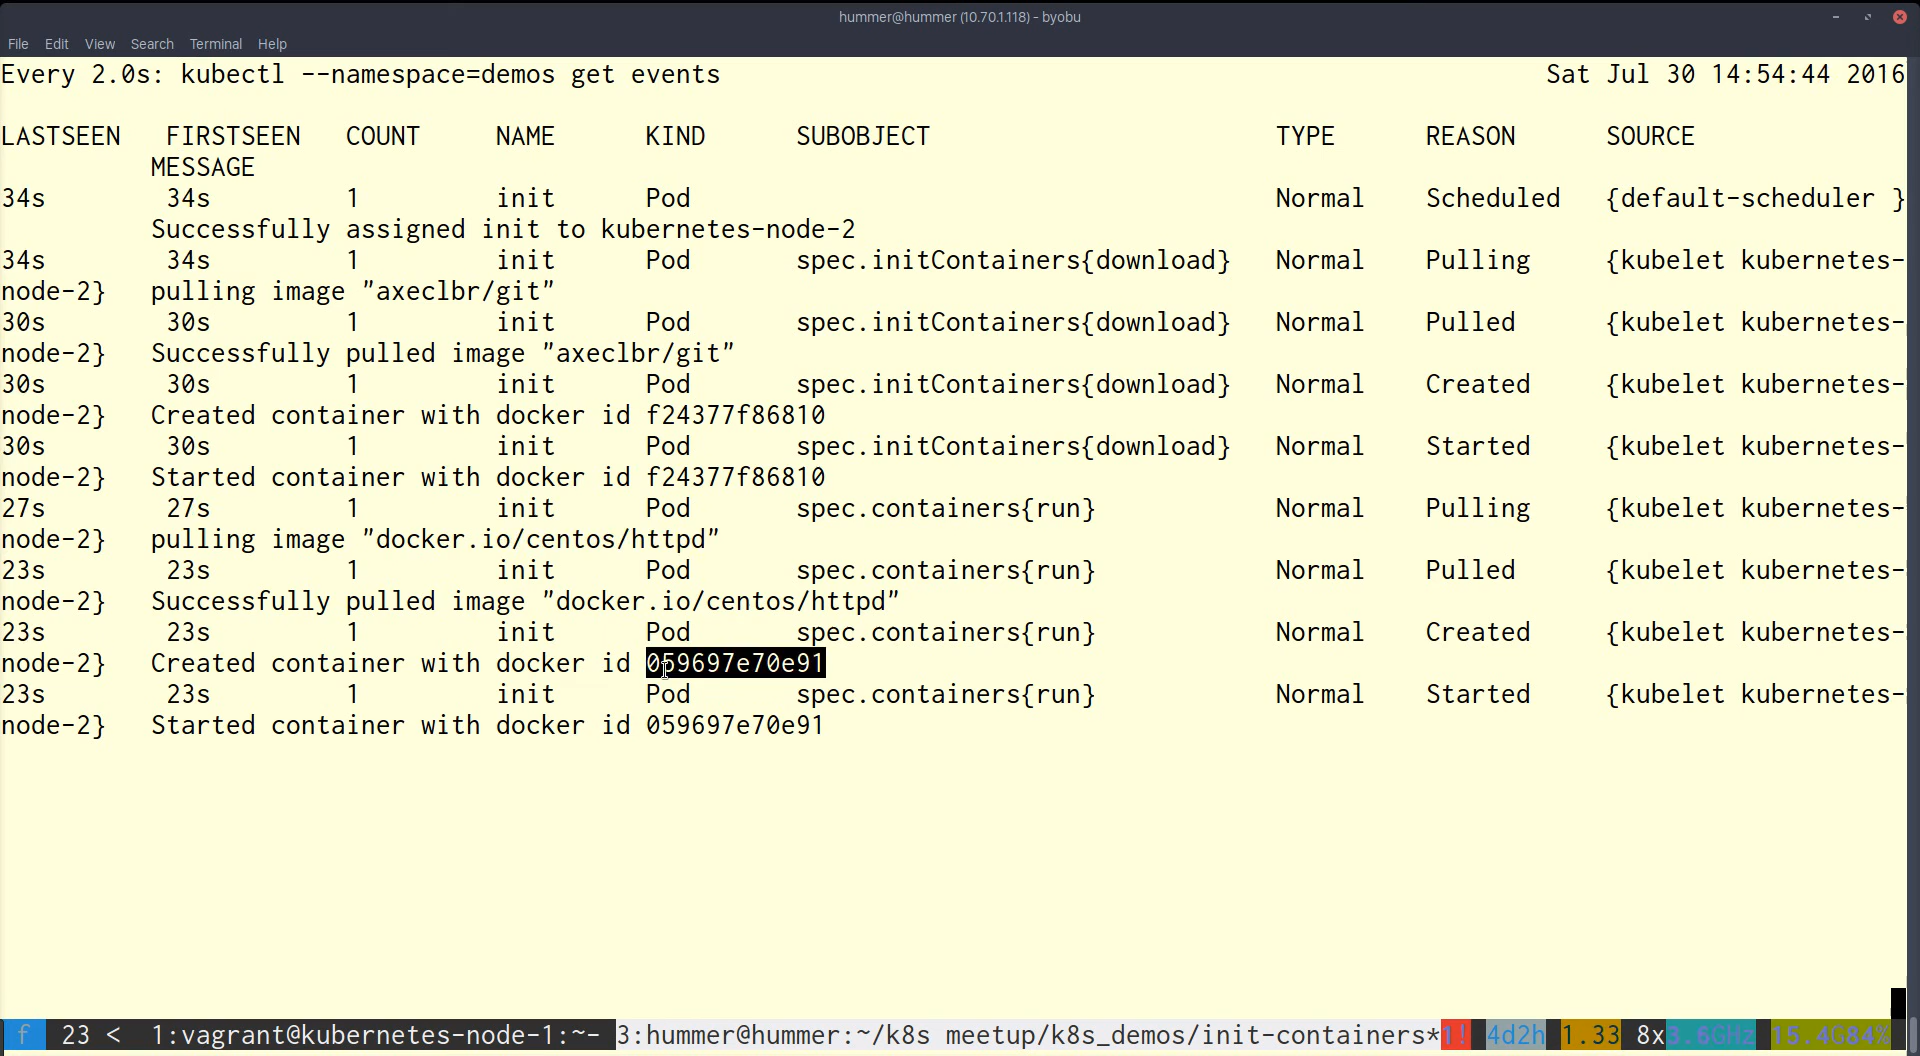 hummer@hummer (10.70.1.118) - byobu
File Edit View Search Terminal Help
Every 2.0s: kubectl --namespace=demos get events Sat Jul 30 14:54:44 2016
LASTSEEN FIRSTSEEN COUNT NAME KIND SUBOBJECT TYPE REASON SOURCE
MESSAGE
34s 34s 1 init Pod Normal Scheduled {default-scheduler }
Successfully assigned init to kubernetes-node-2
34s 34s 1 init Pod spec.initContainers{download} Normal Pulling {kubelet kubernetes-
node-2} pulling image "axeclbr/git"
30s 30s 1 init Pod spec.initContainers{download} Normal Pulled {kubelet kubernetes-
node-2} Successfully pulled image "axeclbr/git"
30s 30s 1 init Pod spec.initContainers{download} Normal Created {kubelet kubernetes-
node-2} Created container with docker id f24377f86810
30s 30s 1 init Pod spec.initContainers{download} Normal Started {kubelet kubernetes-
node-2} Started container with docker id f24377f86810
27s 27s 1 init Pod spec.containers{run} Normal Pulling {kubelet kubernetes-
node-2} pulling image "docker.io/centos/httpd"
23s 23s 1 init Pod spec.containers{run} Normal Pulled {kubelet kubernetes-
node-2} Successfully pulled image "docker.io/centos/httpd"
23s 23s 1 init Pod spec.containers{run} Normal Created {kubelet kubernetes-
node-2} Created container with docker id 059697e70e91
23s 23s 1 init Pod spec.containers{run} Normal Started {kubelet kubernetes-
node-2} Started container with docker id 059697e70e91
f 23 < 1:vagrant@kubernetes-node-1:~- 3:hummer@hummer:~/k8s meetup/k8s_demos/init-containers*1! 4d2h 1.33 8x3.6GHz 15.4G84%